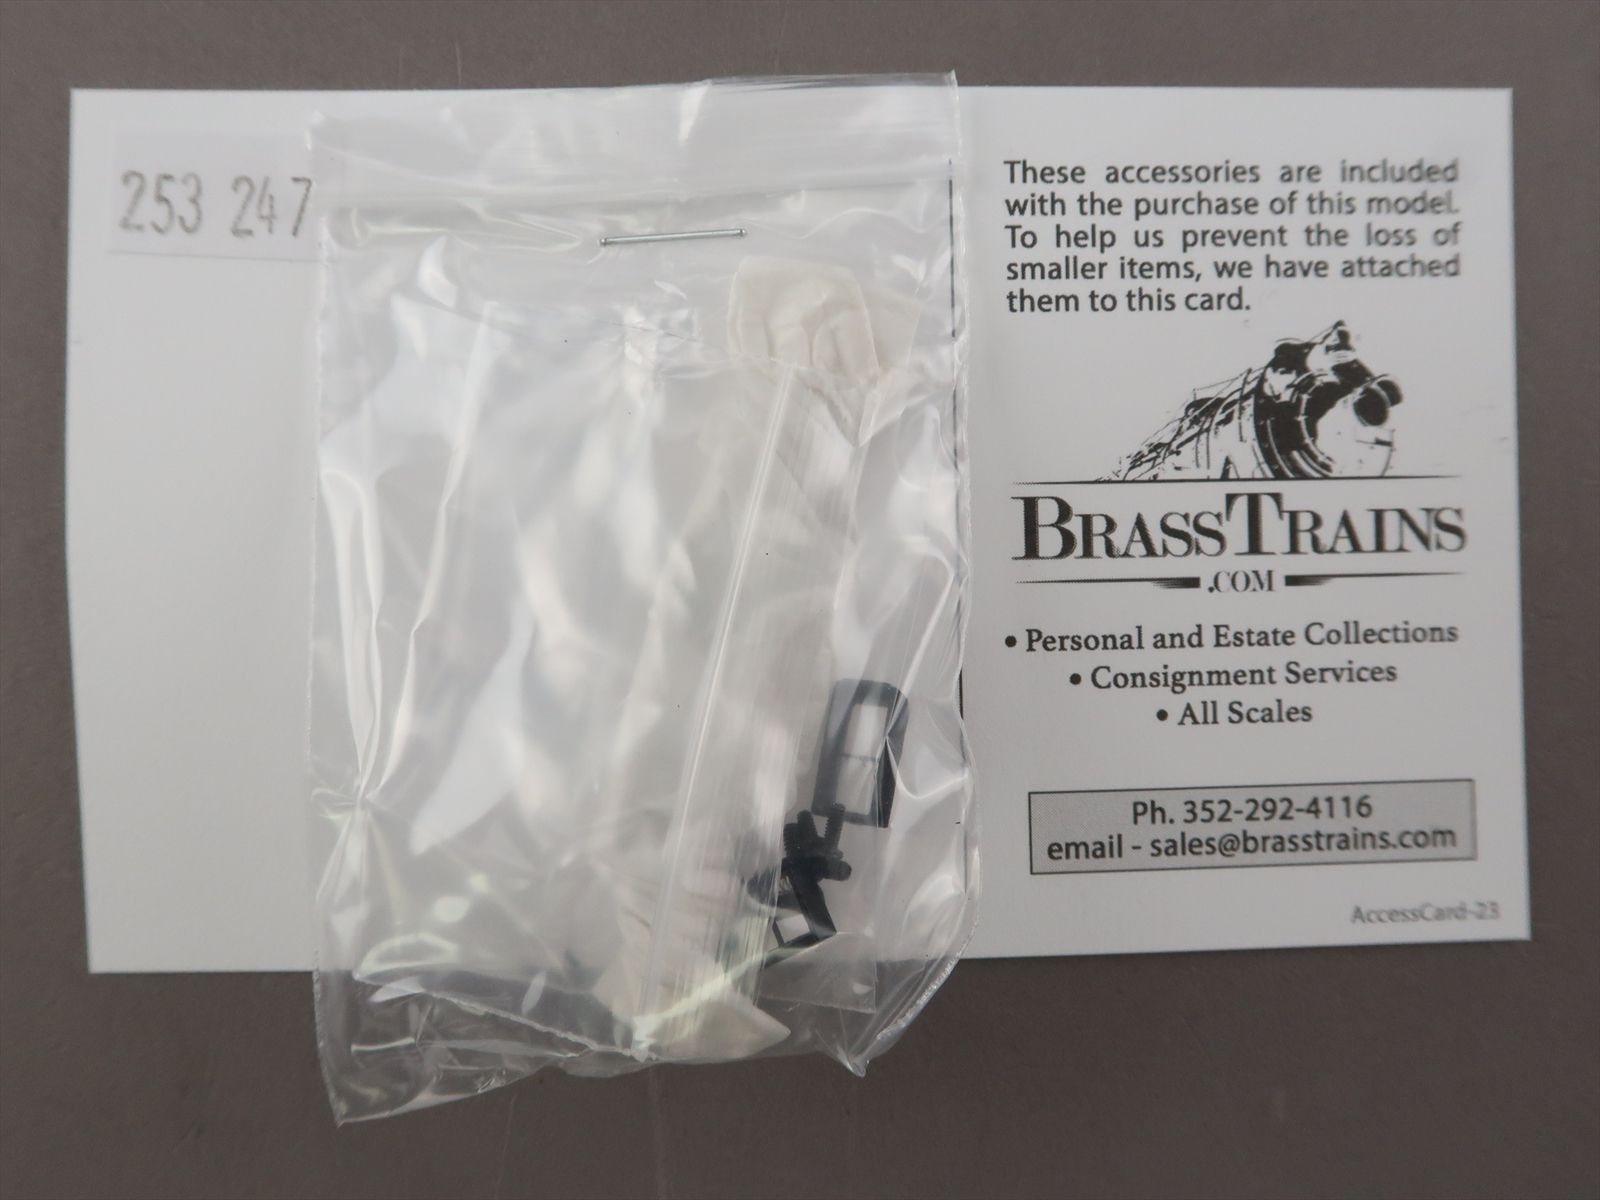 253 247
These accessories are included
with the purchase of this model.
To help us prevent the loss of
smaller items, we have attached
them to this card.
BRASSTRAINS
.COM
• Personal and Estate Collections
• Consignment Services
• All Scales
Ph. 352-292-4116
email - sales@brasstrains.com
AccessCard-23